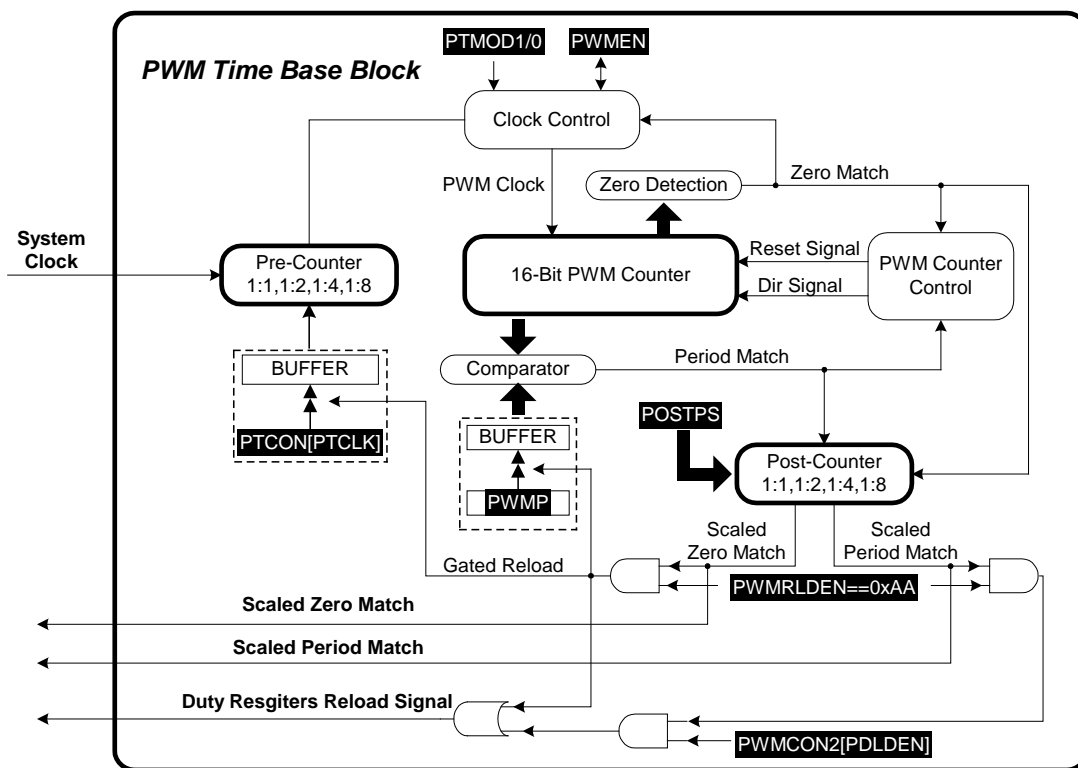 PTMOD1/0
PWMEN
PWM Time Base Block
Clock Control
PWM Clock
Zero Detection
Zero Match
System
Clock
Pre-Counter
1:1,1:2,1:4,1:8
16-Bit PWM Counter
Reset Signal
Dir Signal
PWM Counter
Control
BUFFER
PTCON[PTCLK]
Comparator
Period Match
BUFFER
PWMP
POSTPS
Post-Counter
1:1,1:2,1:4,1:8
Scaled
Zero Match
Scaled
Period Match
Gated Reload
PWMRLDEN==0xAA
Scaled Zero Match
Scaled Period Match
Duty Resgiters Reload Signal
PWMCON2[PDLDEN]